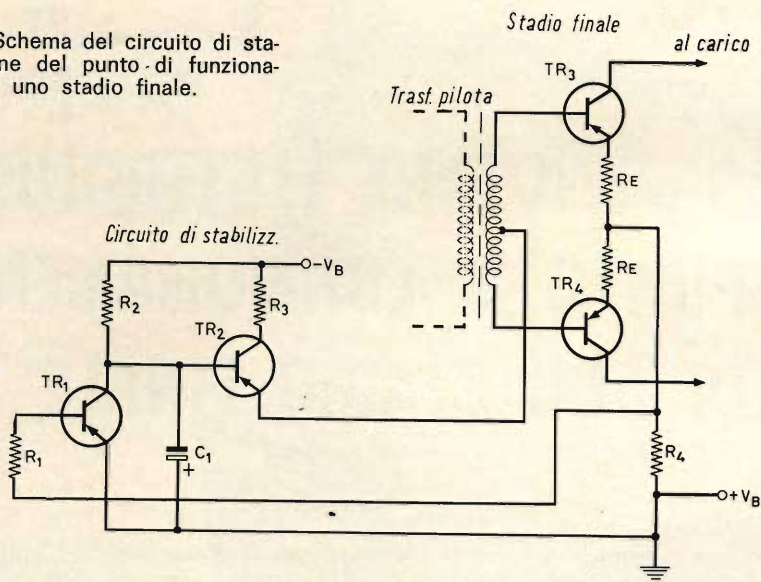 Schema del circuito di sta-
ne del punto di funziona-
uno stadio finale.
Stadio finale
al carico
TR3
Trasf. pilota
RE
Circuito di stabilizz.
−VB
R2
R3
RE
TR4
TR2
TR1
R1
C1
+
R4
+VB